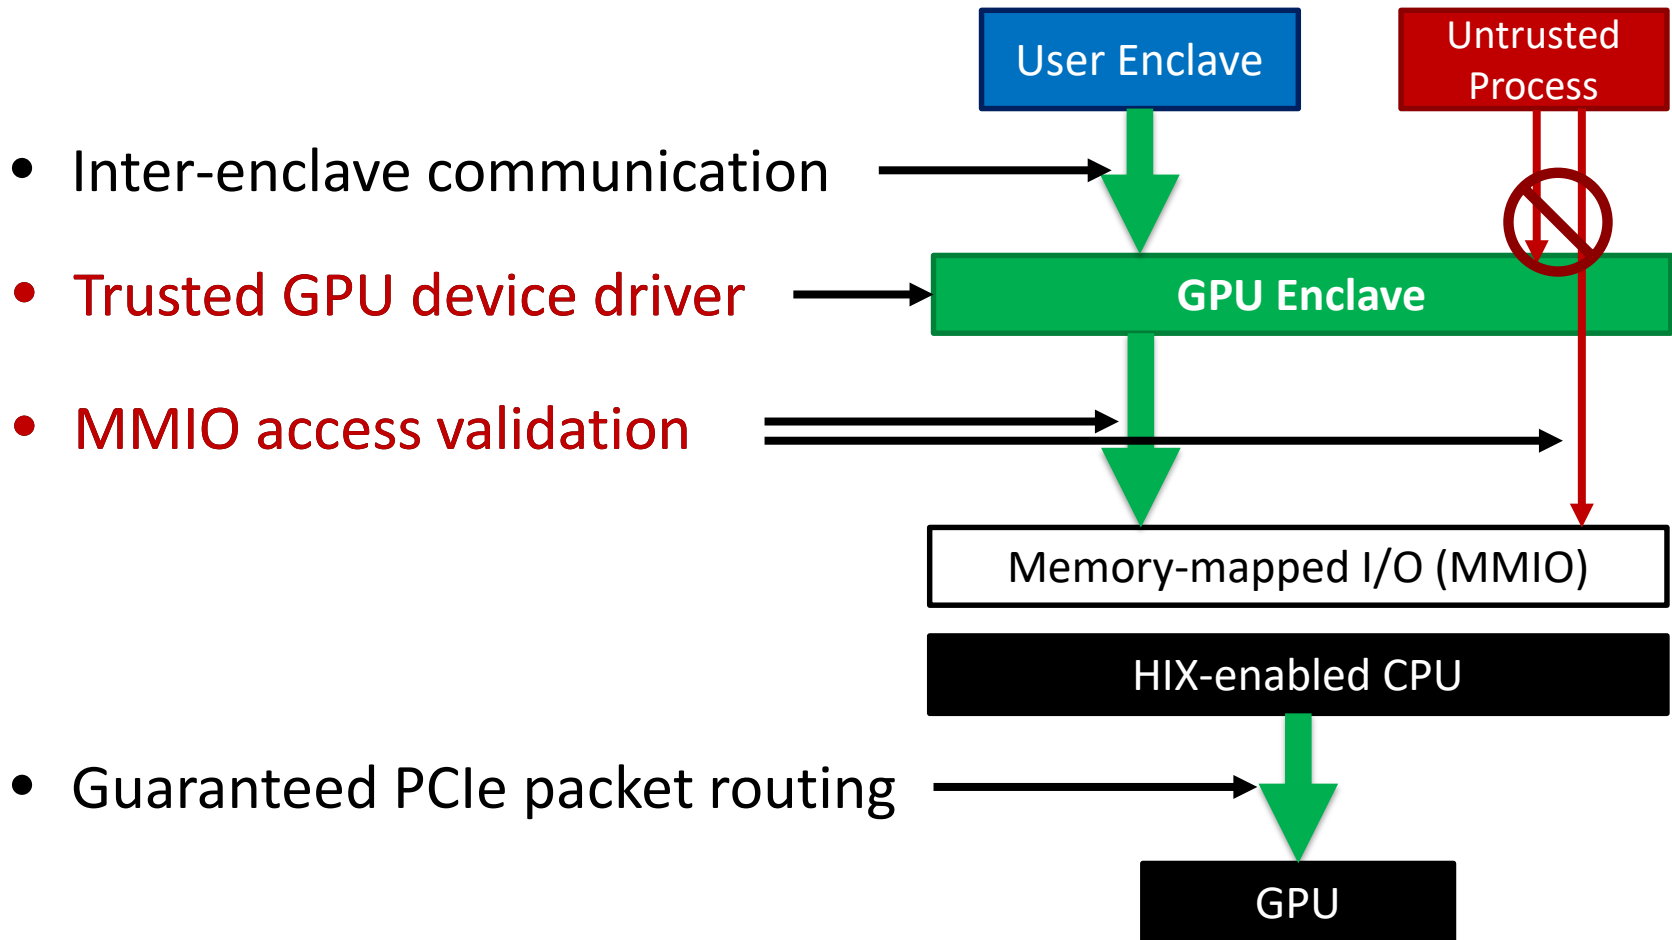 User Enclave
Untrusted
Process
• Inter-enclave communication
• Trusted GPU device driver
GPU Enclave
• MMIO access validation
Memory-mapped I/O (MMIO)
HIX-enabled CPU
• Guaranteed PCIe packet routing
GPU